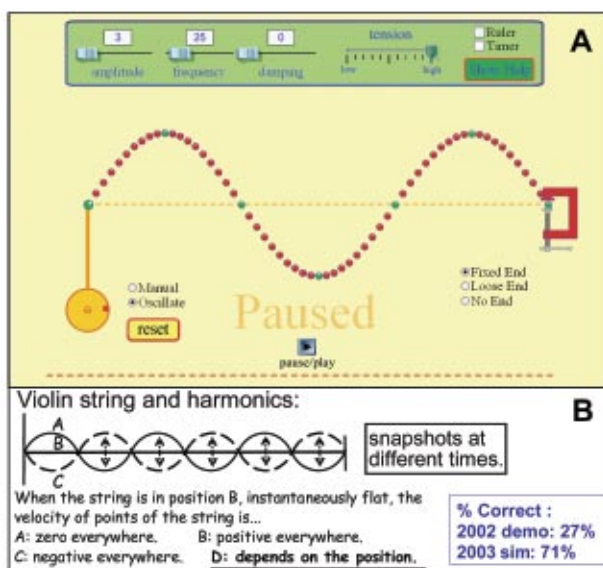 A
3
25
0
amplitude
frequency
damping
tension
low
high
Ruler
Timer
Show Help
Manual
Oscillate
reset
Paused
pause/play
Fixed End
Loose End
No End
B
Violin string and harmonics:
A
B
C
snapshots at
different times.
When the string is in position B, instantaneously flat, the
velocity of points of the string is...
A: zero everywhere. B: positive everywhere.
C: negative everywhere. D: depends on the position.
% Correct :
2002 demo: 27%
2003 sim: 71%